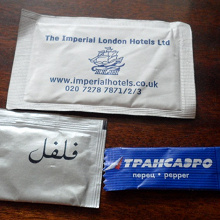 The Imperial London Hotels Ltd
www.imperialhotels.co.uk
020 7278 7871/2/3
فلفل
ТРАНСАЭРО
перец • pepper